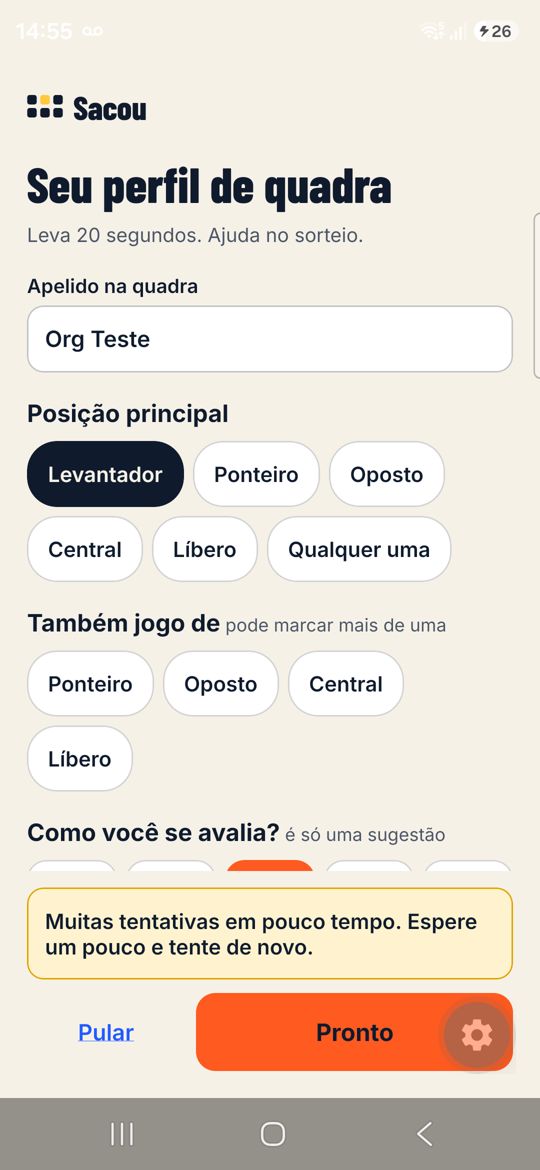 14:55
26
Sacou
Seu perfil de quadra
Leva 20 segundos. Ajuda no sorteio.
Apelido na quadra
Org Teste
Posição principal
Levantador Ponteiro Oposto
Central Líbero Qualquer uma
Também jogo de pode marcar mais de uma
Ponteiro Oposto Central
Líbero
Como você se avalia? é só uma sugestão
Muitas tentativas em pouco tempo. Espere
um pouco e tente de novo.
Pular Pronto